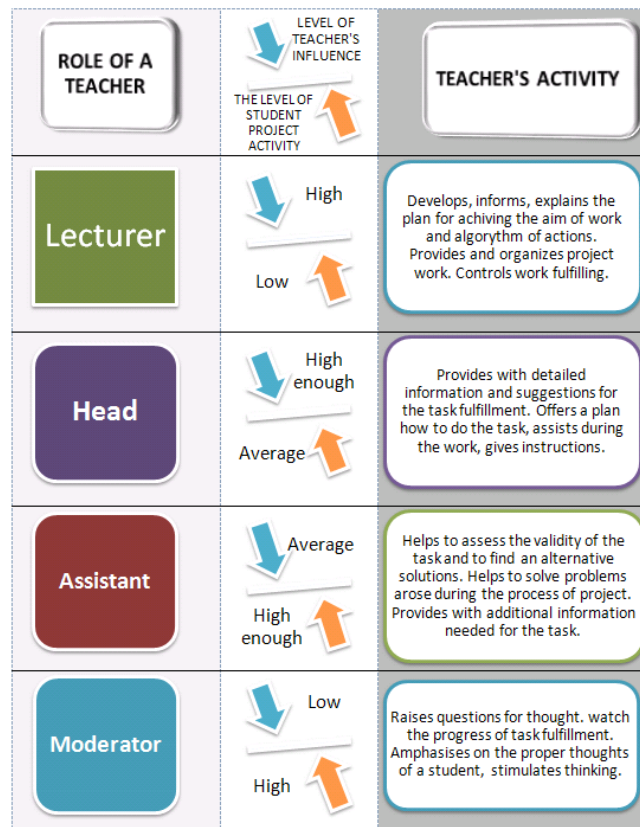 ROLE OF A
TEACHER
LEVEL OF
TEACHER'S
INFLUENCE
THE LEVEL OF
STUDENT
PROJECT
ACTIVITY
TEACHER'S ACTIVITY
Lecturer
High
Low
Develops, informs, explains the
plan for achiving the aim of work
and algorythm of actions.
Provides and organizes project
work. Controls work fulfilling.
Head
High
enough
Average
Provides with detailed
information and suggestions for
the task fulfillment. Offers a plan
how to do the task, assists during
the work, gives instructions.
Assistant
Average
High
enough
Helps to assess the validity of the
task and to find an alternative
solutions. Helps to solve problems
arose during the process of project.
Provides with additional information
needed for the task.
Moderator
Low
High
Raises questions for thought. watch
the progress of task fulfillment.
Amphasises on the proper thoughts
of a student, stimulates thinking.